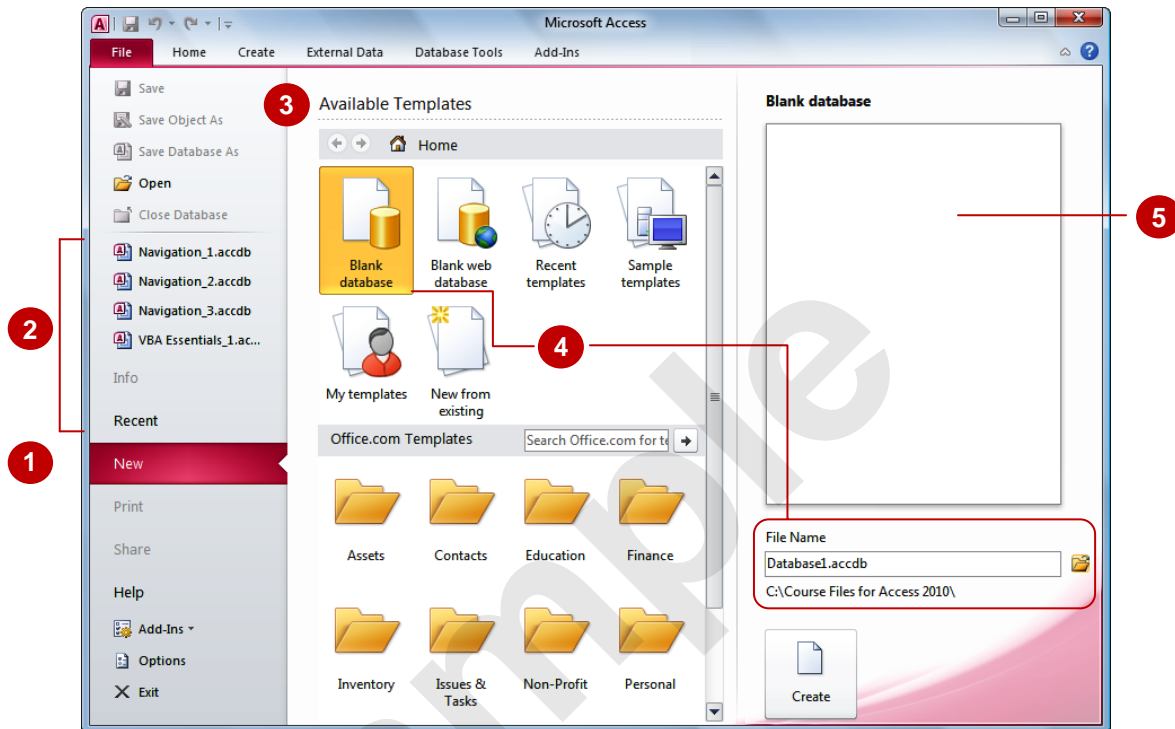 Microsoft Access
File Home Create External Data Database Tools Add-Ins
Save
Save Object As
Save Database As
Open
Close Database
Navigation_1.accdb
Navigation_2.accdb
Navigation_3.accdb
VBA Essentials_1.ac...
Info
Recent
New
Print
Share
Help
Add-Ins
Options
Exit
2
1
3
Available Templates
Home
Blank
database
Blank web
database
Recent
templates
Sample
templates
My templates
New from
existing
4
Office.com Templates
Search Office.com for te
Assets
Contacts
Education
Finance
Inventory
Issues &
Tasks
Non-Profit
Personal
Blank database
5
File Name
Database1.accdb
C:\Course Files for Access 2010\
Create
mple